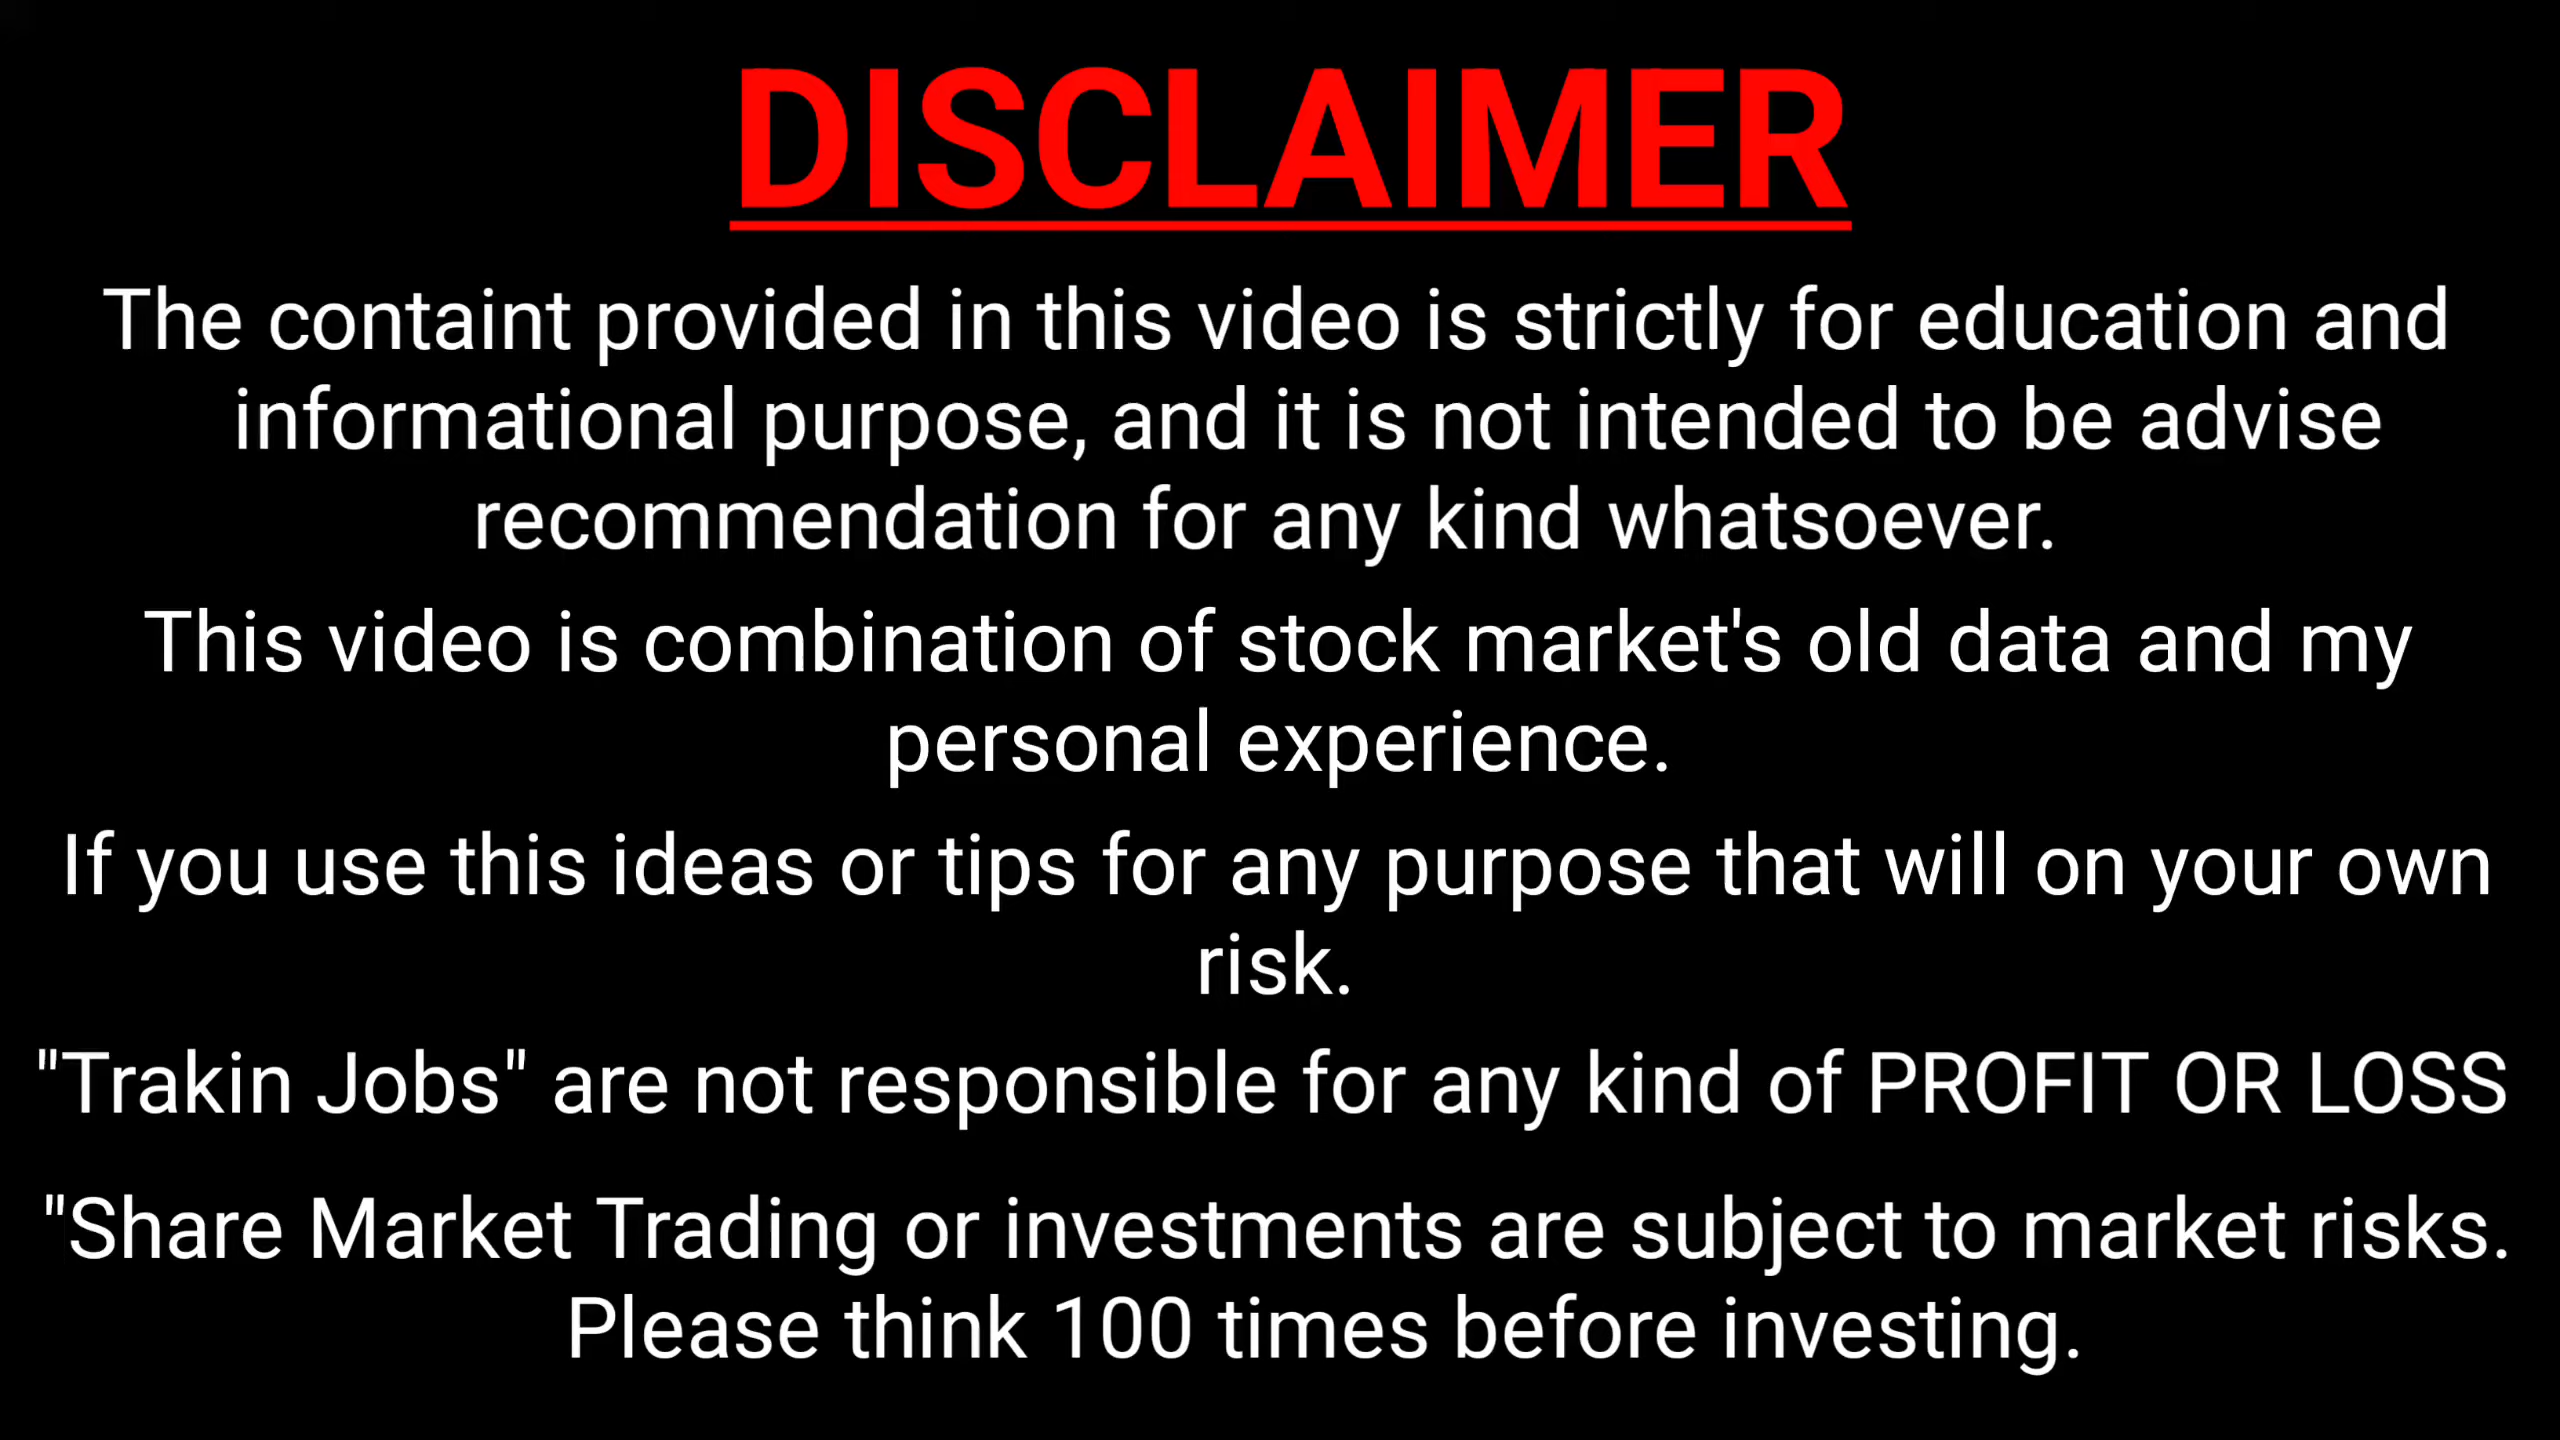 DISCLAIMER
The containt provided in this video is strictly for education and
informational purpose, and it is not intended to be advise
recommendation for any kind whatsoever.
This video is combination of stock market's old data and my
personal experience.
If you use this ideas or tips for any purpose that will on your own
risk.
"Trakin Jobs" are not responsible for any kind of PROFIT OR LOSS
"Share Market Trading or investments are subject to market risks.
Please think 100 times before investing.